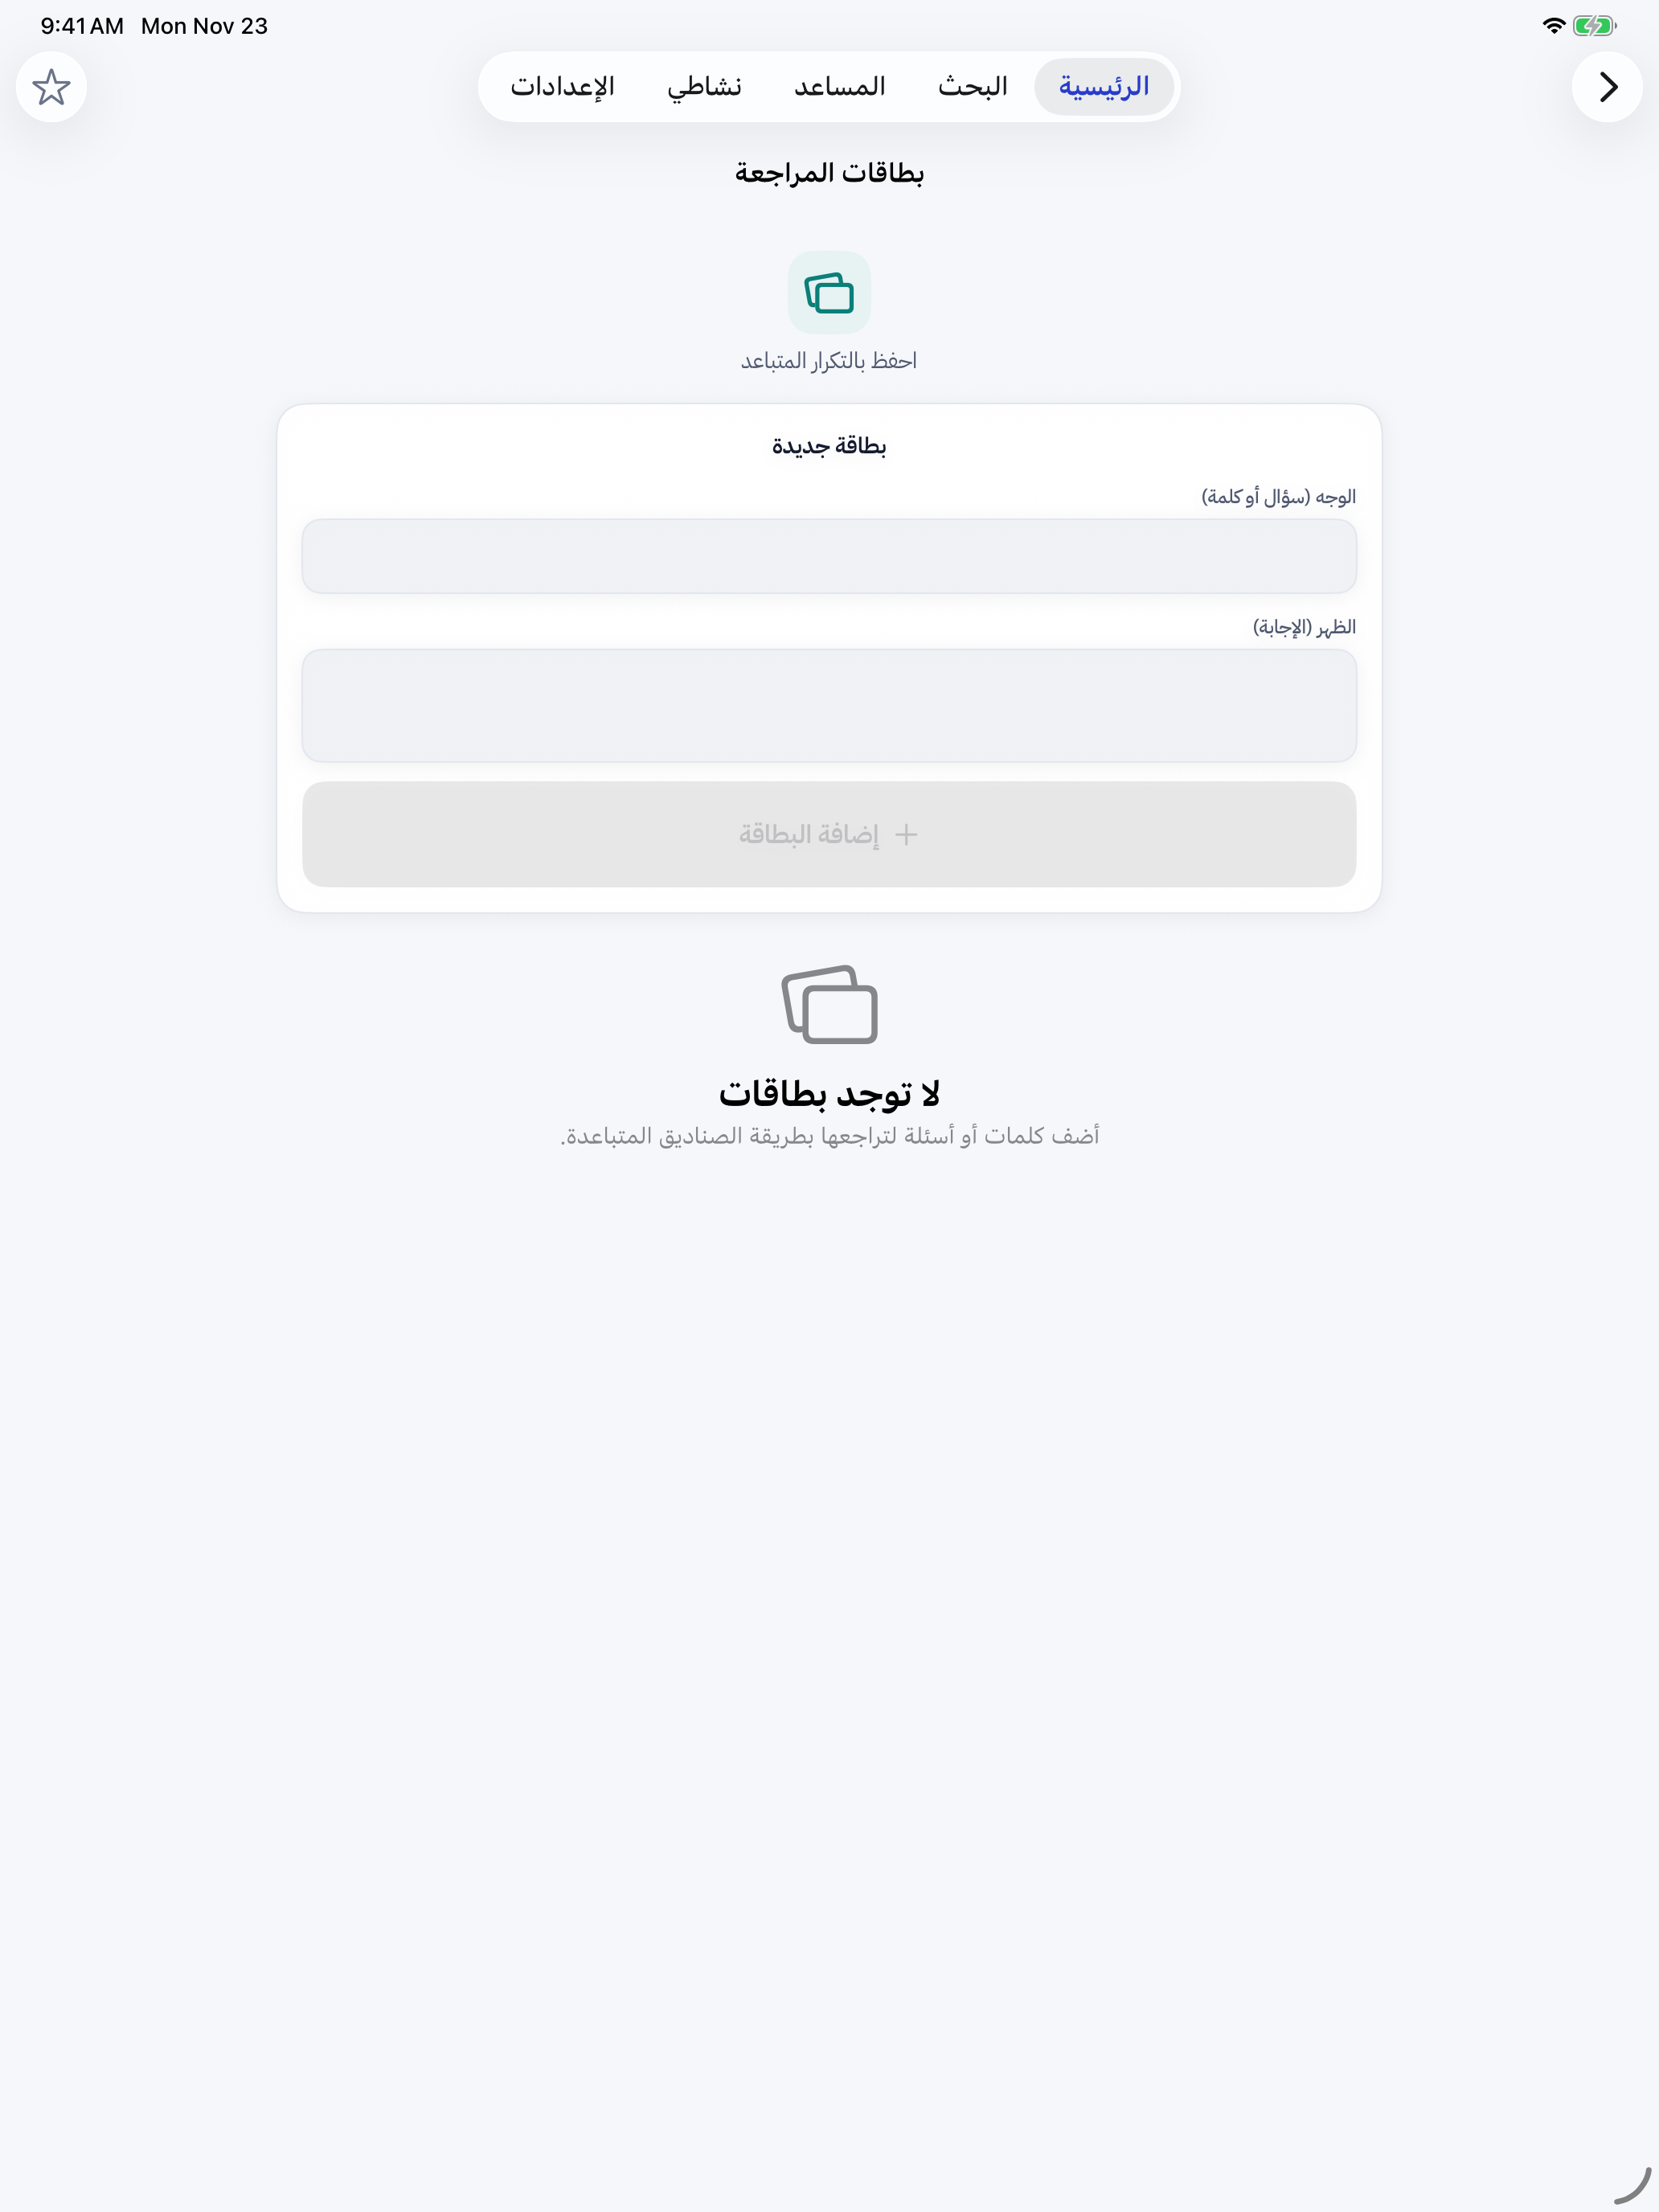 9:41 AM Mon Nov 23
الرئيسية البحث المساعد نشاطي الإعدادات
بطاقات المراجعة
احفظ بالتكرار المتباعد
بطاقة جديدة
الوجه (سؤال أو كلمة)
الظهر (الإجابة)
إضافة البطاقة
لا توجد بطاقات
أضف كلمات أو أسئلة لتراجعها بطريقة الصناديق المتباعدة.